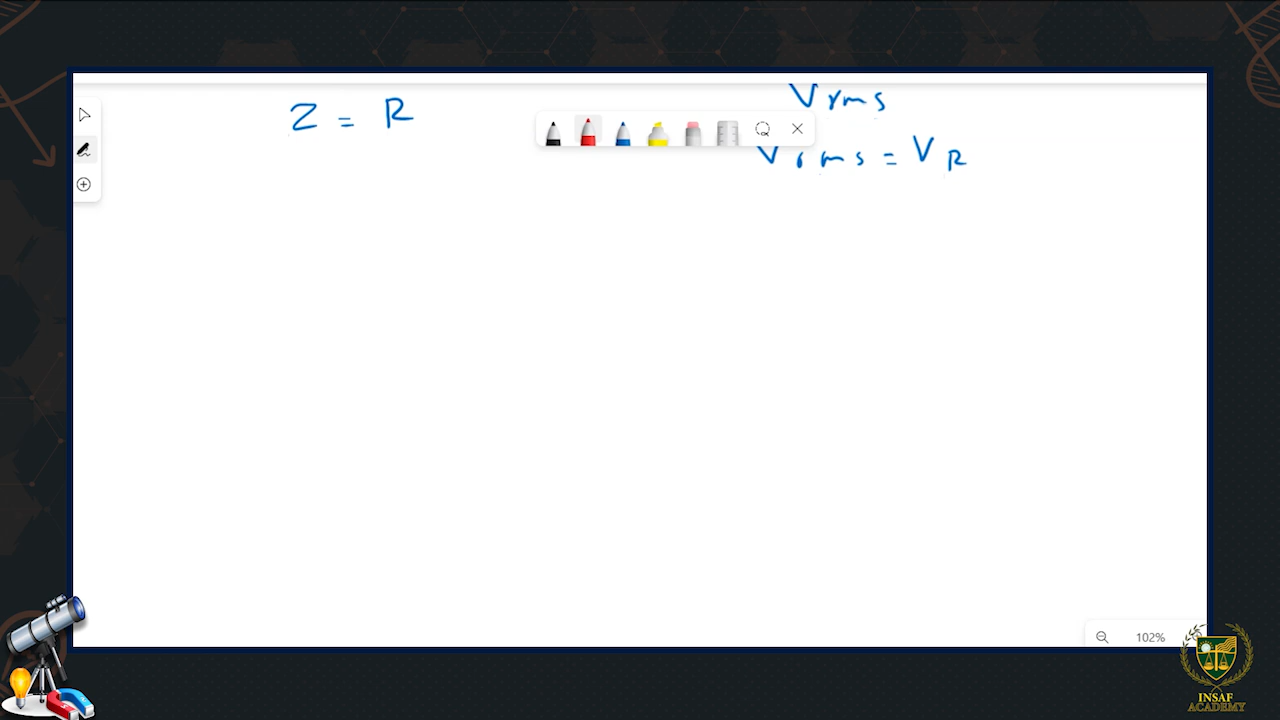 Vrms
Z = R
Vrms = VR
102%
INSAF
ACADEMY